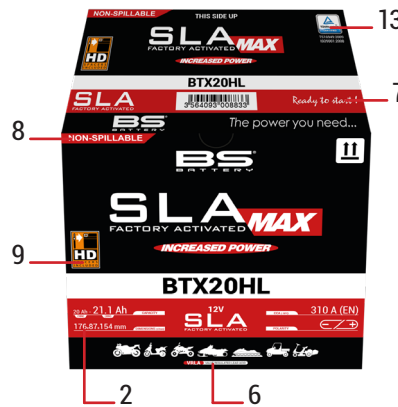 NON-SPILLABLE
THIS SIDE UP
13
SLA MAX
FACTORY ACTIVATED
INCREASED POWER
HD
BTX20HL
SLA
FACTORY ACTIVATED
3 564093 008833
Ready to start !
7
BS
BATTERY
The power you need...
8
NON-SPILLABLE
BS
BATTERY
SLA MAX
FACTORY ACTIVATED
INCREASED POWER
9
HD
BTX20HL
20 Ah - 21.1 Ah
CAPACITY
12V
310 A (EN)
SLA
FACTORY ACTIVATED
176.87.154 mm
POLARITY
VRLA
2
6